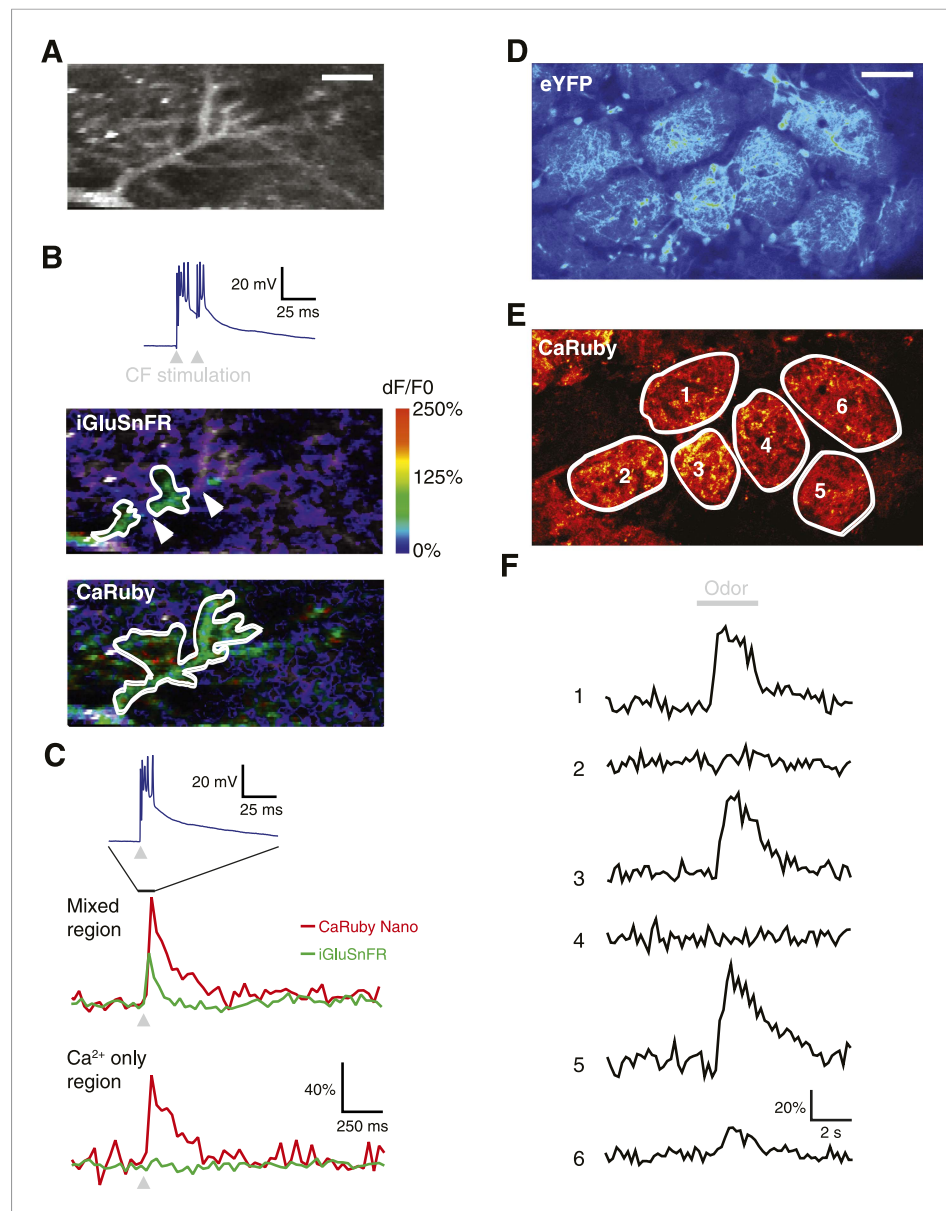 A
B
20 mV
25 ms
CF stimulation
dF/F0
iGluSnFR
250%
125%
0%
CaRuby
C
20 mV
25 ms
Mixed
region
CaRuby Nano
iGluSnFR
Ca²⁺ only
region
40%
250 ms
D
eYFP
E
CaRuby
1
2
3
4
5
6
F
Odor
1
2
3
4
5
20%
2 s
6